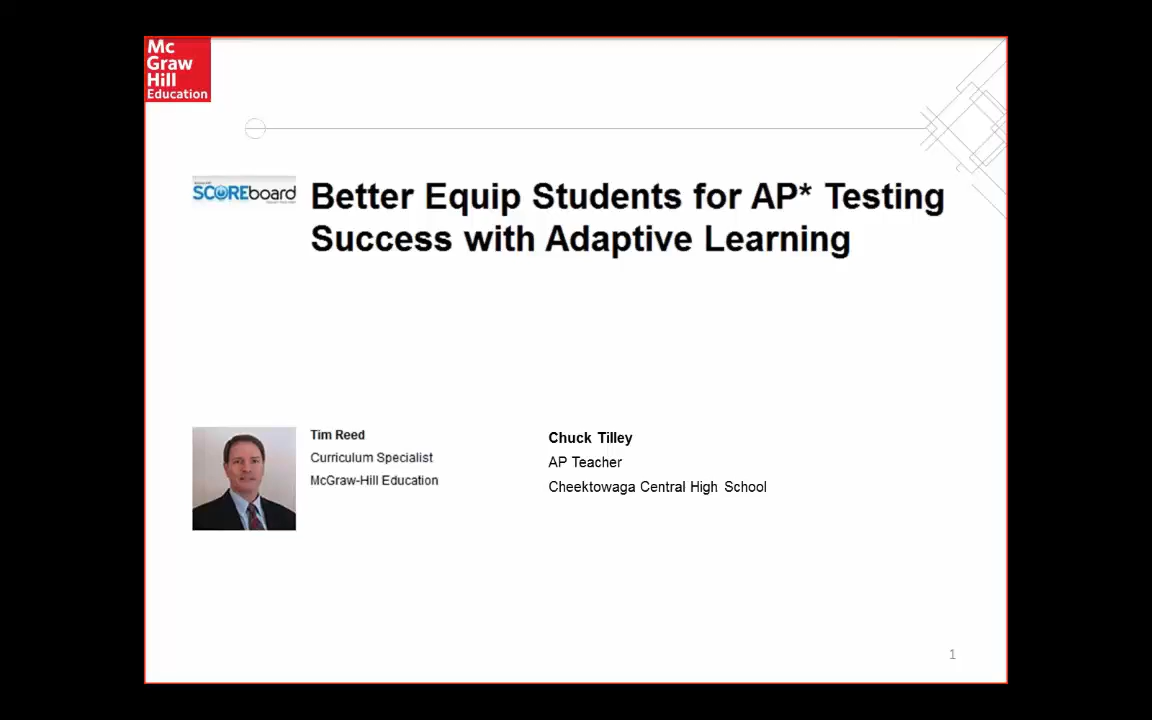 Mc
Graw
Hill
Education
SCOREboard
Better Equip Students for AP* Testing
Success with Adaptive Learning
Tim Reed
Curriculum Specialist
McGraw-Hill Education
Chuck Tilley
AP Teacher
Cheektowaga Central High School
1